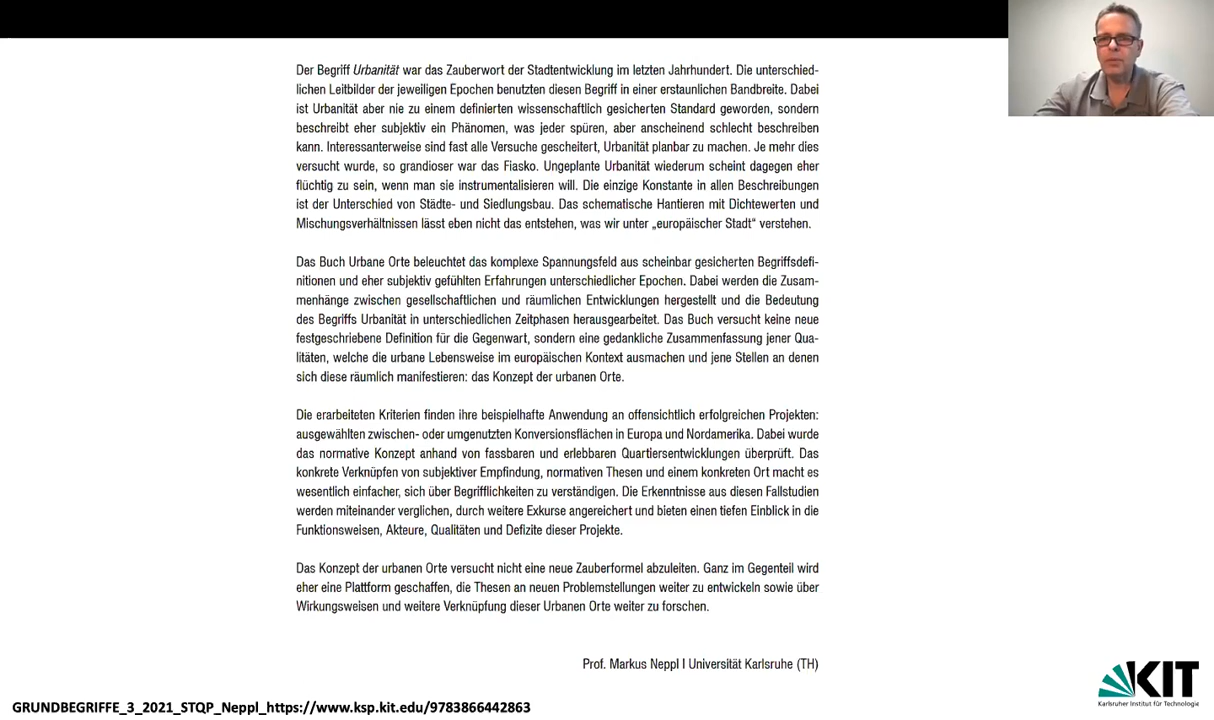 Der Begriff Urbanität war das Zauberwort der Stadtentwicklung im letzten Jahrhundert. Die unterschied-
lichen Leitbilder der jeweiligen Epochen benutzten diesen Begriff in einer erstaunlichen Bandbreite. Dabei
ist Urbanität aber nie zu einem definierten wissenschaftlich gesicherten Standard geworden, sondern
beschreibt eher subjektiv ein Phänomen, was jeder spüren, aber anscheinend schlecht beschreiben
kann. Interessanterweise sind fast alle Versuche gescheitert, Urbanität planbar zu machen. Je mehr dies
versucht wurde, so grandioser war das Fiasko. Ungeplante Urbanität wiederum scheint dagegen eher
flüchtig zu sein, wenn man sie instrumentalisieren will. Die einzige Konstante in allen Beschreibungen
ist der Unterschied von Städte- und Siedlungsbau. Das schematische Hantieren mit Dichtewerten und
Mischungsverhältnissen lässt eben nicht das entstehen, was wir unter „europäischer Stadt“ verstehen.
Das Buch Urbane Orte beleuchtet das komplexe Spannungsfeld aus scheinbar gesicherten Begriffsdefi-
nitionen und eher subjektiv gefühlten Erfahrungen unterschiedlicher Epochen. Dabei werden die Zusam-
menhänge zwischen gesellschaftlichen und räumlichen Entwicklungen hergestellt und die Bedeutung
des Begriffs Urbanität in unterschiedlichen Zeitphasen herausgearbeitet. Das Buch versucht keine neue
festgeschriebene Definition für die Gegenwart, sondern eine gedankliche Zusammenfassung jener Qua-
litäten, welche die urbane Lebensweise im europäischen Kontext ausmachen und jene Stellen an denen
sich diese räumlich manifestieren: das Konzept der urbanen Orte.
Die erarbeiteten Kriterien finden ihre beispielhafte Anwendung an offensichtlich erfolgreichen Projekten:
ausgewählten zwischen- oder umgenutzten Konversionsflächen in Europa und Nordamerika. Dabei wurde
das normative Konzept anhand von fassbaren und erlebbaren Quartiersentwicklungen überprüft. Das
konkrete Verknüpfen von subjektiver Empfindung, normativen Thesen und einem konkreten Ort macht es
wesentlich einfacher, sich über Begrifflichkeiten zu verständigen. Die Erkenntnisse aus diesen Fallstudien
werden miteinander verglichen, durch weitere Exkurse angereichert und bieten einen tiefen Einblick in die
Funktionsweisen, Akteure, Qualitäten und Defizite dieser Projekte.
Das Konzept der urbanen Orte versucht nicht eine neue Zauberformel abzuleiten. Ganz im Gegenteil wird
eher eine Plattform geschaffen, die Thesen an neuen Problemstellungen weiter zu entwickeln sowie über
Wirkungsweisen und weitere Verknüpfung dieser Urbanen Orte weiter zu forschen.
Prof. Markus Neppl I Universität Karlsruhe (TH)
KIT
Karlsruher Institut für Technologie
GRUNDBEGRIFFE_3_2021_STQP_Neppl_https://www.ksp.kit.edu/9783866442863